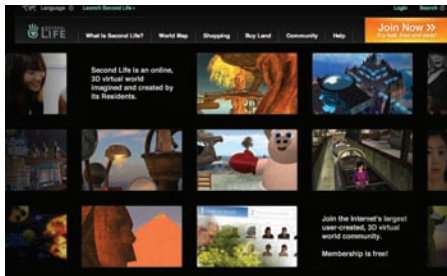 Language Launch Second Life Login Search
SECOND
LIFE
What is Second Life? World Map Shopping Buy Land Community Help
Join Now >>
It's fast, free and easy!
Second Life is an online,
3D virtual world
imagined and created by
its Residents.
Join the Internet's largest
user-created, 3D virtual
world community.
Membership is free!